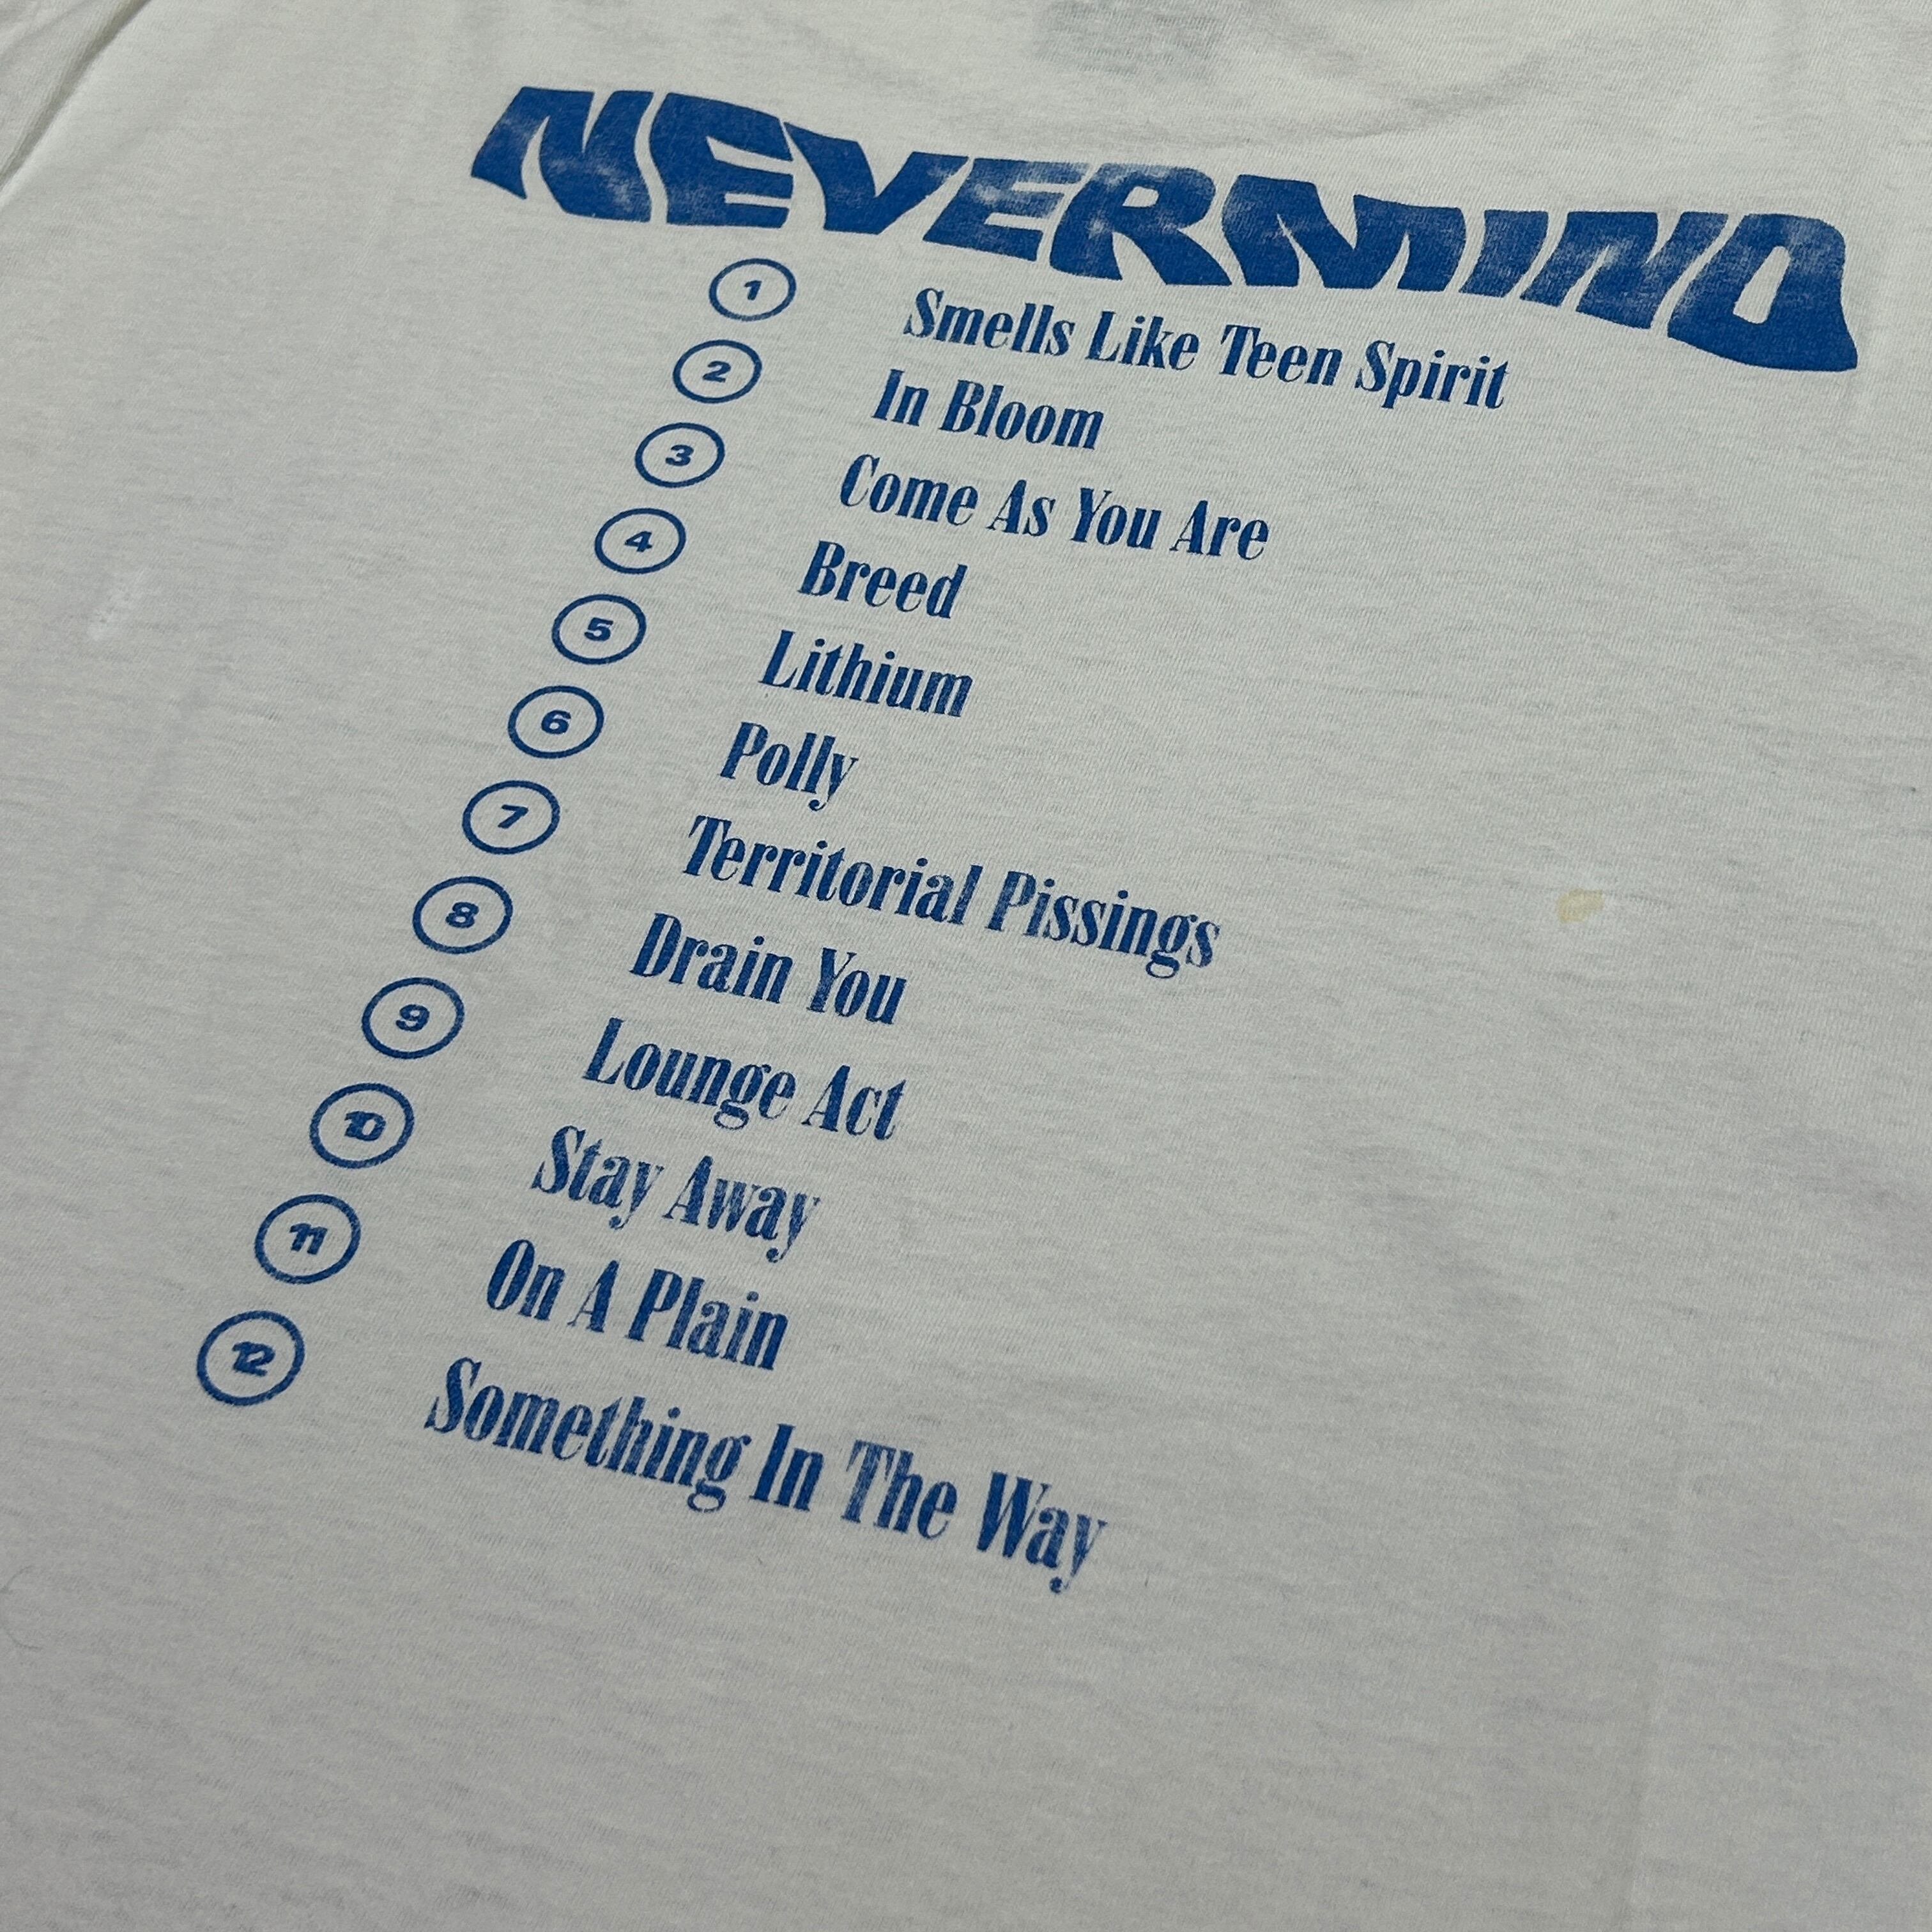 NEVERMIND
1 Smells Like Teen Spirit
2 In Bloom
3 Come As You Are
4 Breed
5 Lithium
6 Polly
7 Territorial Pissings
8 Drain You
9 Lounge Act
10 Stay Away
11 On A Plain
12 Something In The Way